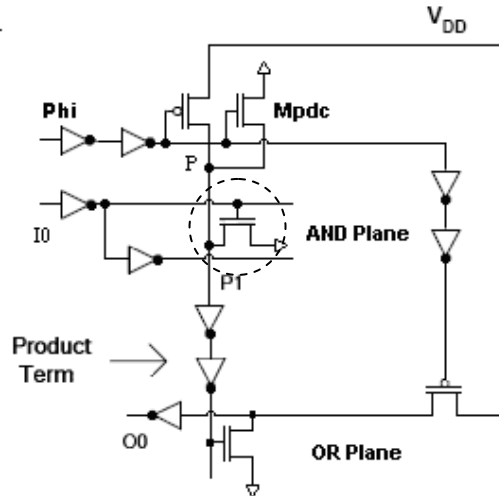 V_DD
Phi
Mpdc
P
I0
AND Plane
P1
Product
Term
O0
OR Plane